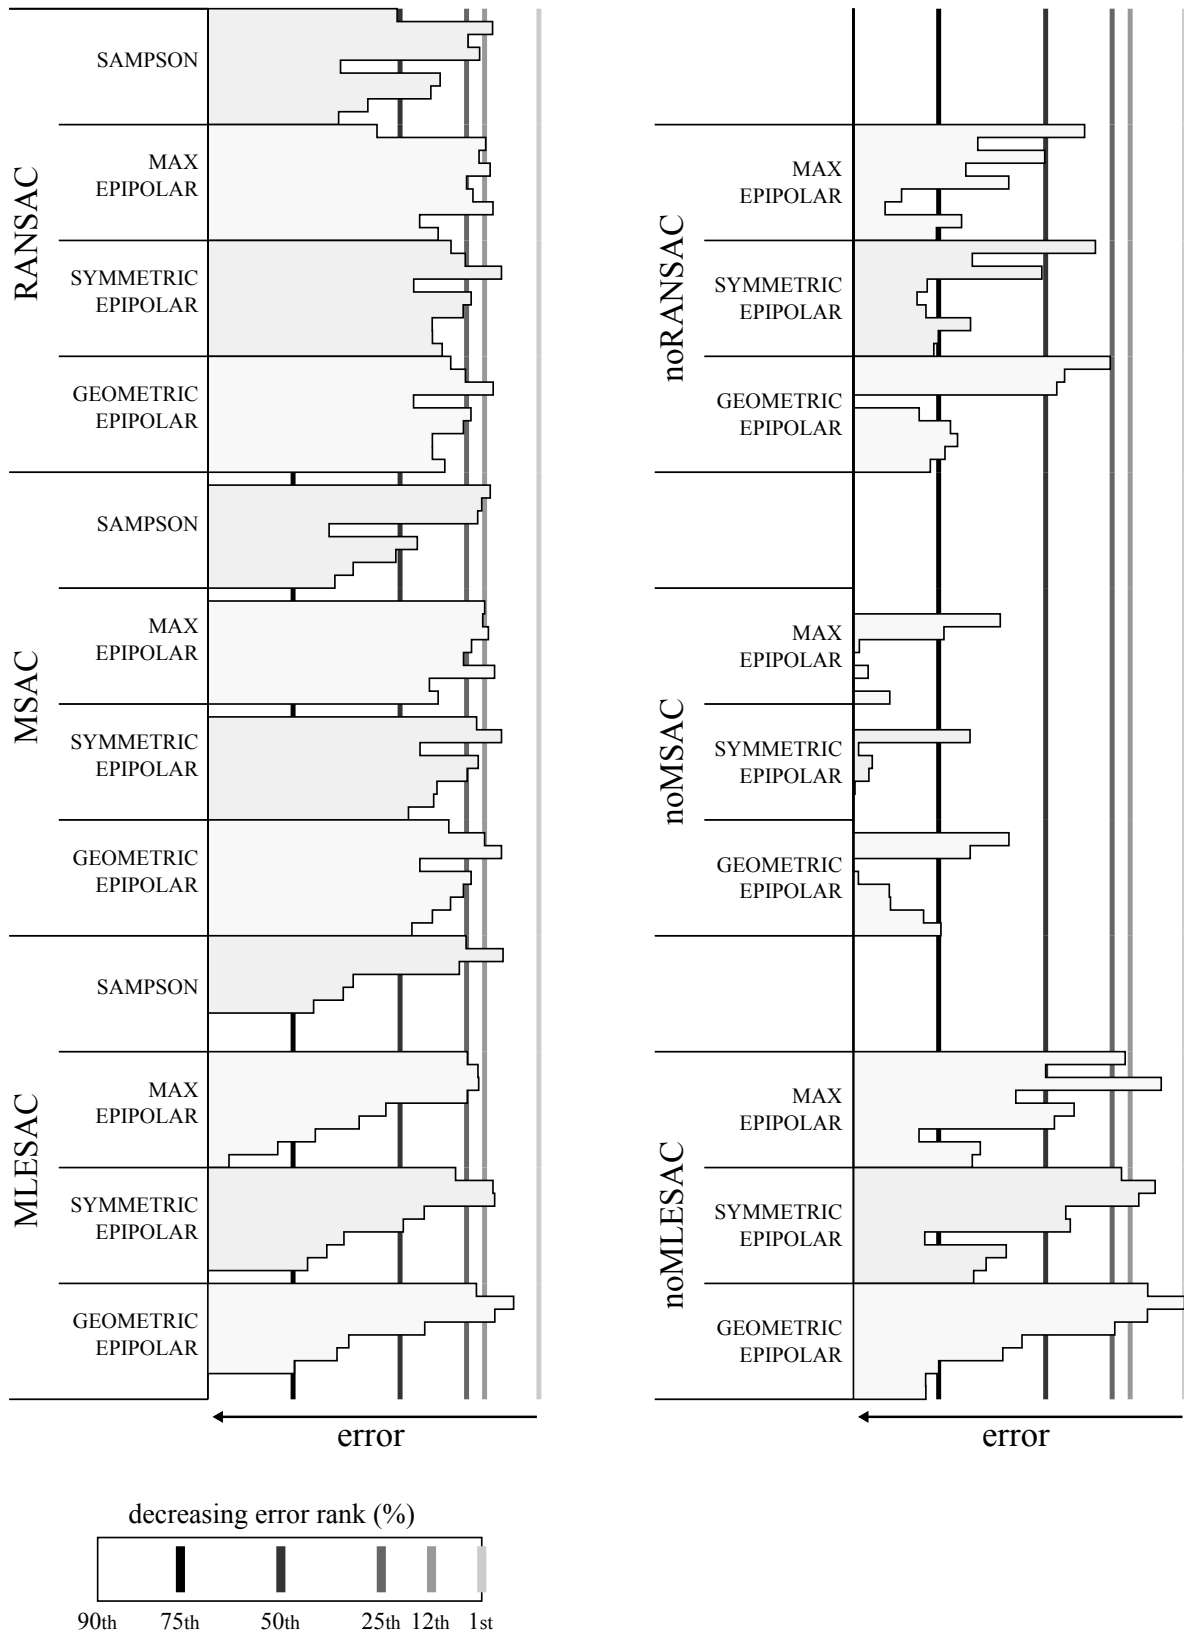 RANSAC
SAMPSON
MAX
EPIPOLAR
SYMMETRIC
EPIPOLAR
GEOMETRIC
EPIPOLAR
MSAC
SAMPSON
MAX
EPIPOLAR
SYMMETRIC
EPIPOLAR
GEOMETRIC
EPIPOLAR
MLESAC
SAMPSON
MAX
EPIPOLAR
SYMMETRIC
EPIPOLAR
GEOMETRIC
EPIPOLAR
error
noRANSAC
MAX
EPIPOLAR
SYMMETRIC
EPIPOLAR
GEOMETRIC
EPIPOLAR
noMSAC
MAX
EPIPOLAR
SYMMETRIC
EPIPOLAR
GEOMETRIC
EPIPOLAR
noMLESAC
MAX
EPIPOLAR
SYMMETRIC
EPIPOLAR
GEOMETRIC
EPIPOLAR
error
decreasing error rank (%)
90th 75th 50th 25th 12th 1st